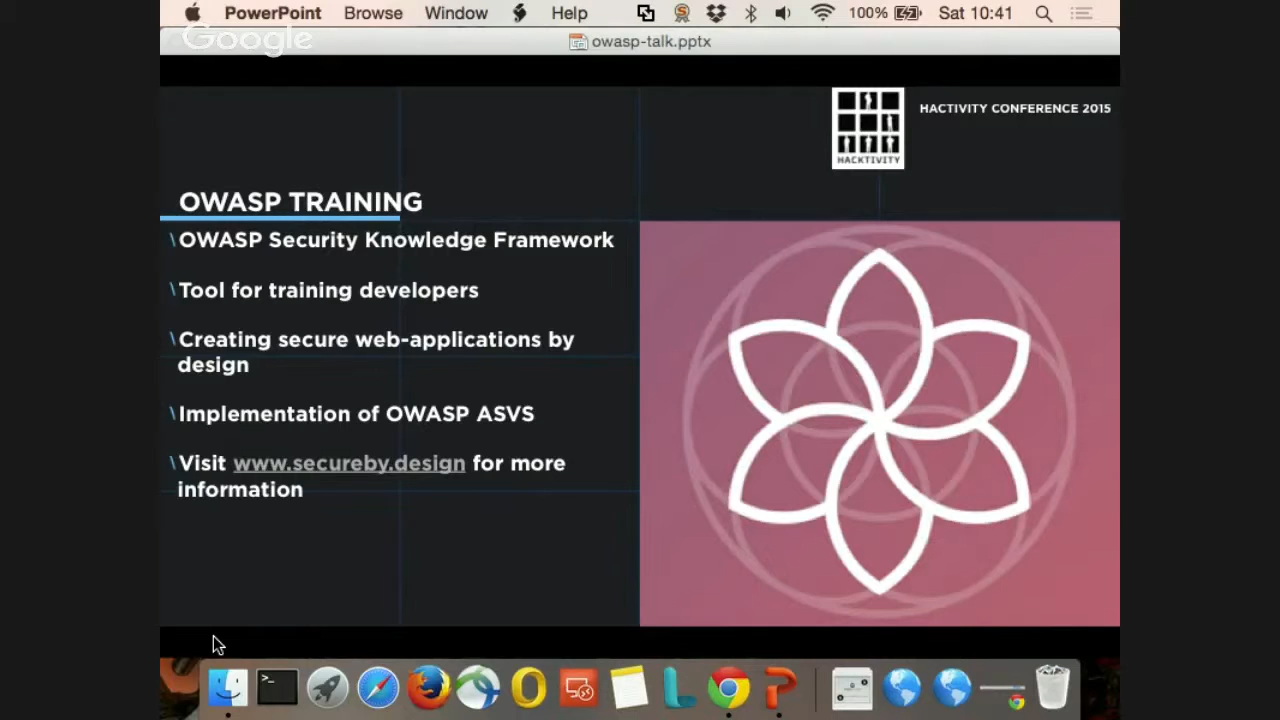 PowerPoint Browse Window Help 100% Sat 10:41
Google
owasp-talk.pptx
HACTIVITY CONFERENCE 2015
HACKTIVITY
OWASP TRAINING
\OWASP Security Knowledge Framework
\Tool for training developers
\Creating secure web-applications by
design
\Implementation of OWASP ASVS
\Visit www.secureby.design for more
information